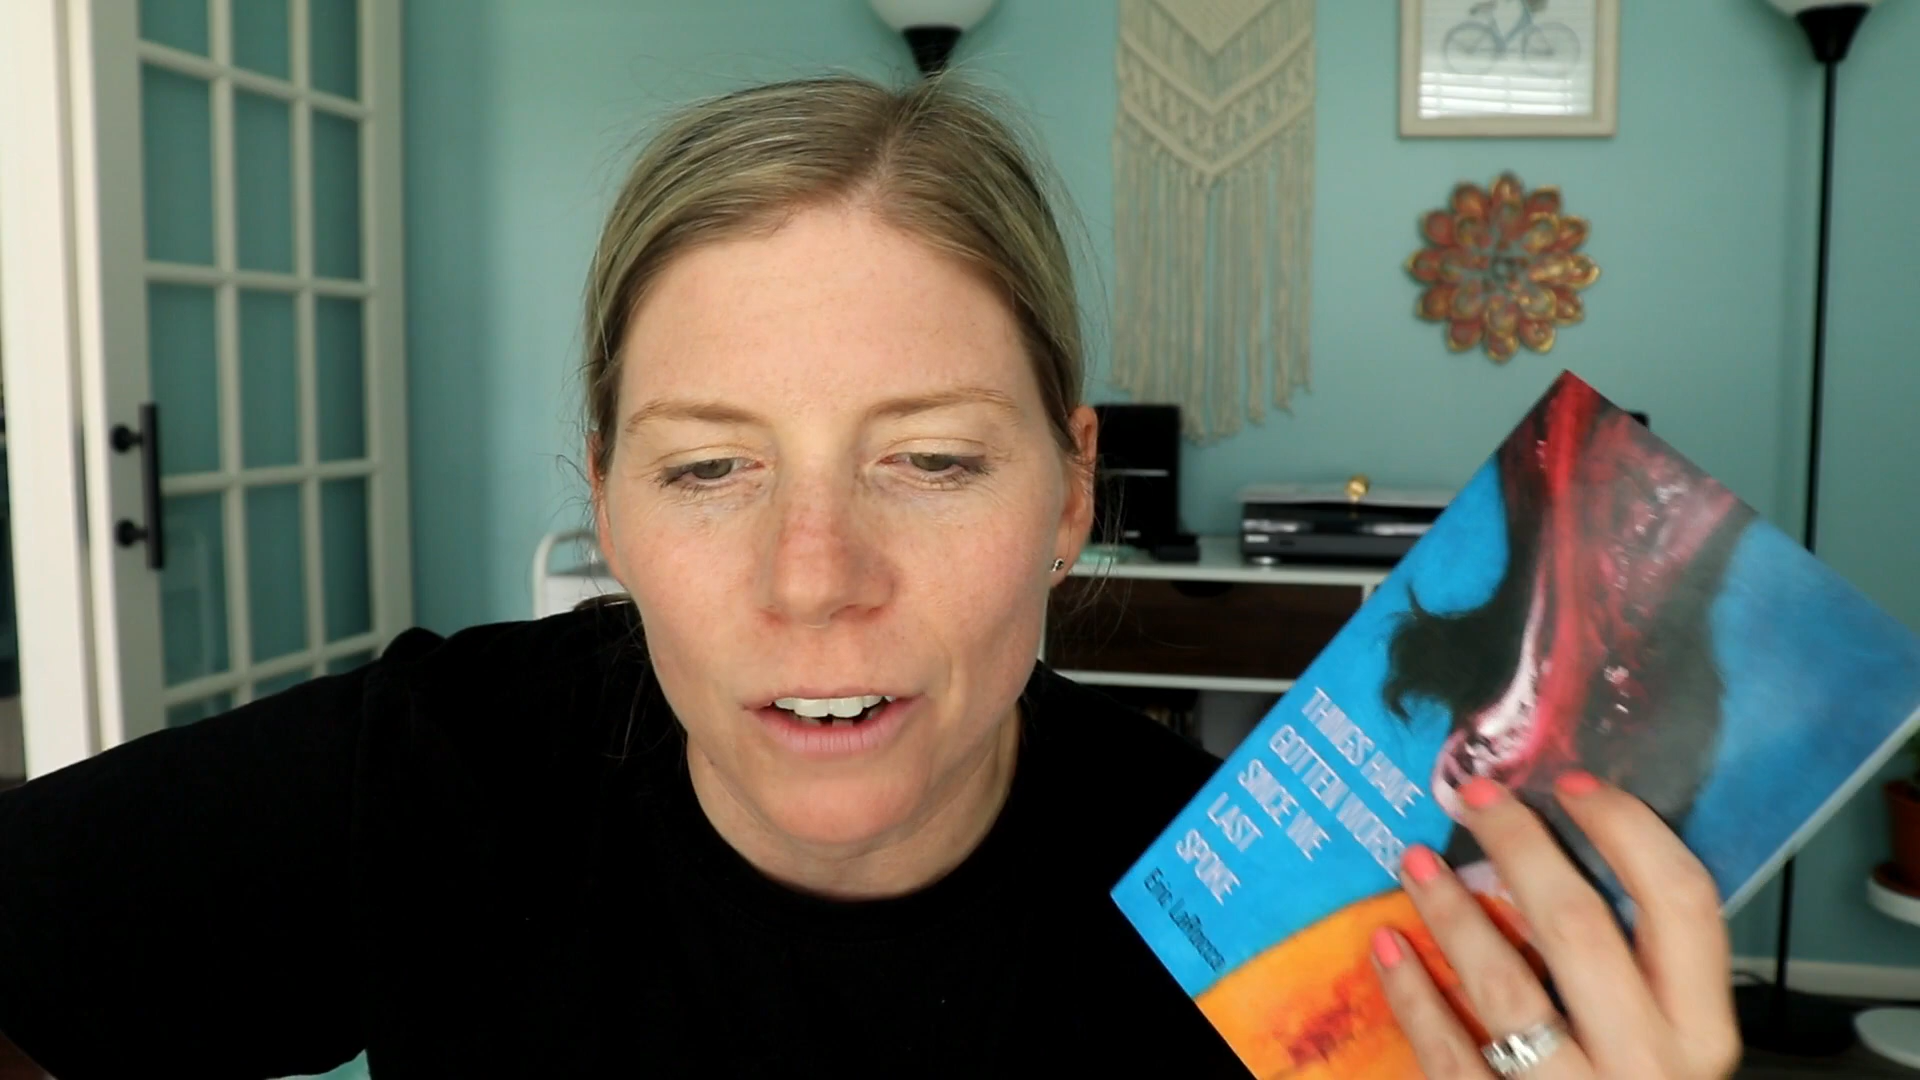 THINGS HAVE
GOTTEN WORSE
SINCE WE
LAST
SPOKE
Eric LaRocca